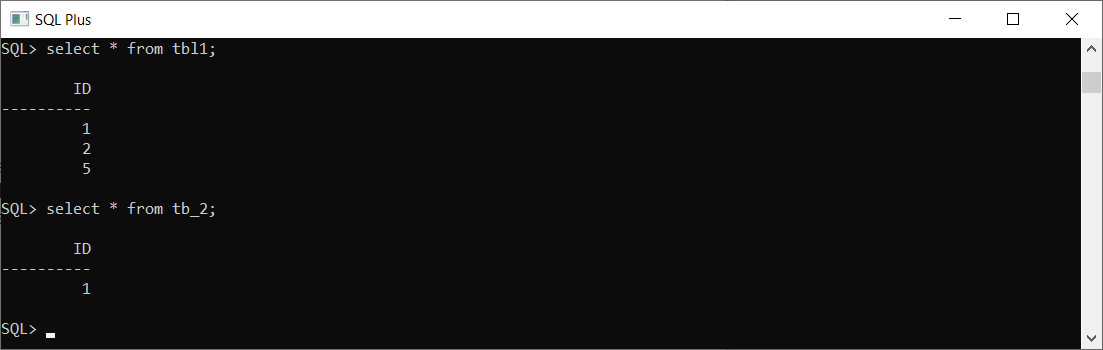 SQL Plus
SQL> select * from tbl1;
ID
----------
1
2
5
SQL> select * from tb_2;
ID
----------
1
SQL>